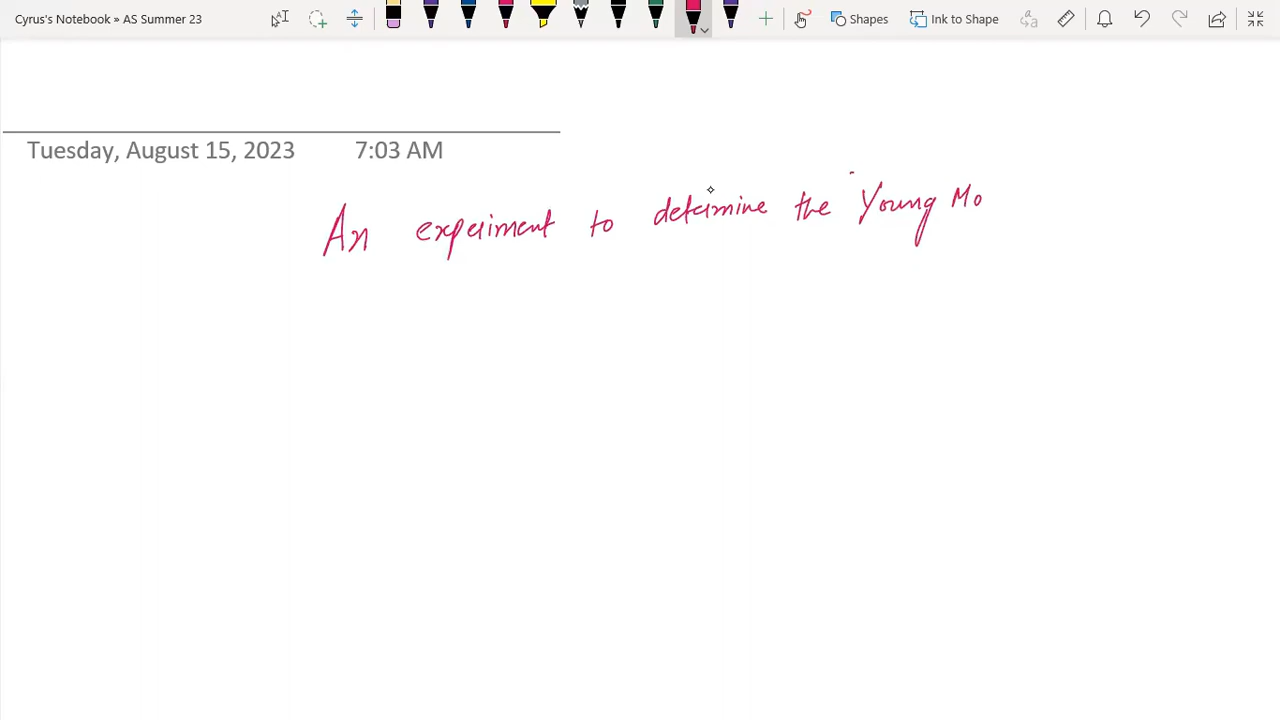 Cyrus's Notebook » AS Summer 23
Shapes
Ink to Shape
Tuesday, August 15, 2023 7:03 AM
An experiment to determine the Young Mo